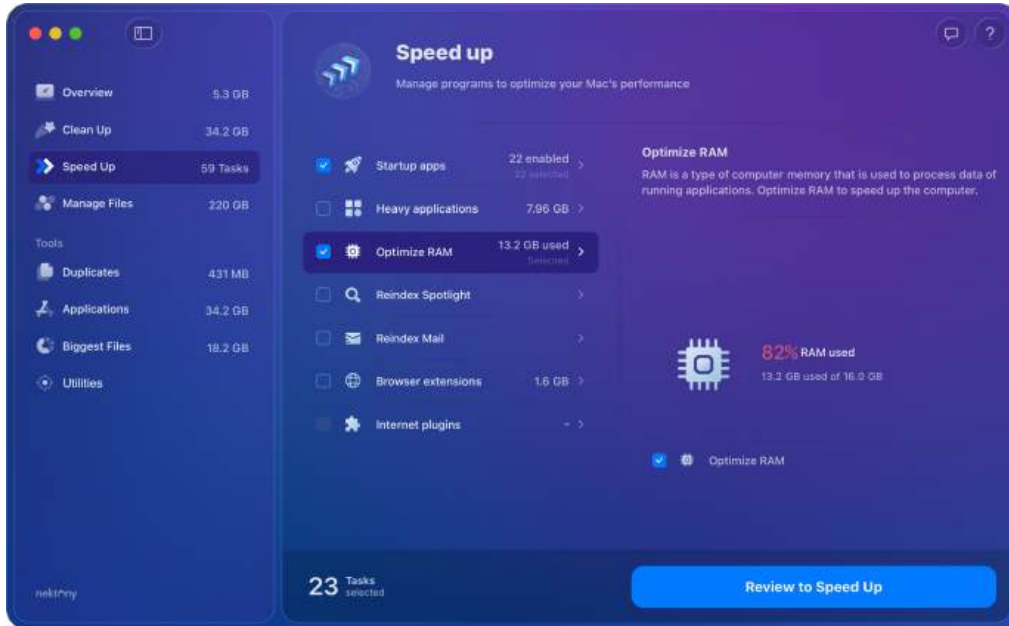 Speed up
Manage programs to optimize your Mac's performance
?
Overview 5.3 GB
Clean Up 34.2 GB
Speed Up 59 Tasks
Manage Files 220 GB
Tools
Duplicates 431 MB
Applications 34.2 GB
Biggest Files 18.2 GB
Utilities
nektony
Startup apps 22 enabled
22 selected
Heavy applications 7,96 GB
Optimize RAM 13.2 GB used
Selected
Reindex Spotlight
Reindex Mail
Browser extensions 1.6 GB
Internet plugins -
Optimize RAM
RAM is a type of computer memory that is used to process data of
running applications. Optimize RAM to speed up the computer.
82% RAM used
13.2 GB used of 16.0 GB
Optimize RAM
23 Tasks
selected
Review to Speed Up